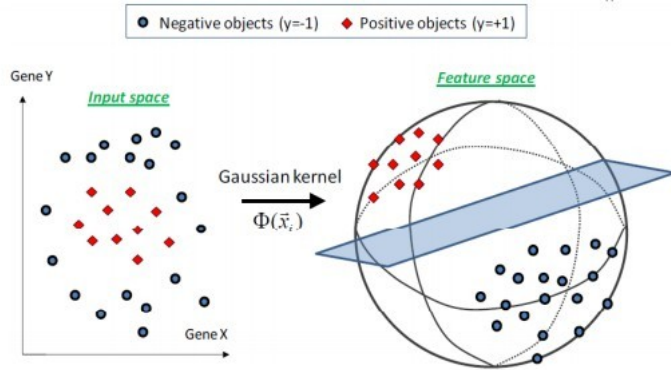 Negative objects (y=-1) Positive objects (y=+1)
Gene Y
Input space
Feature space
Gaussian kernel
Φ(x⃗ᵢ)
Gene X